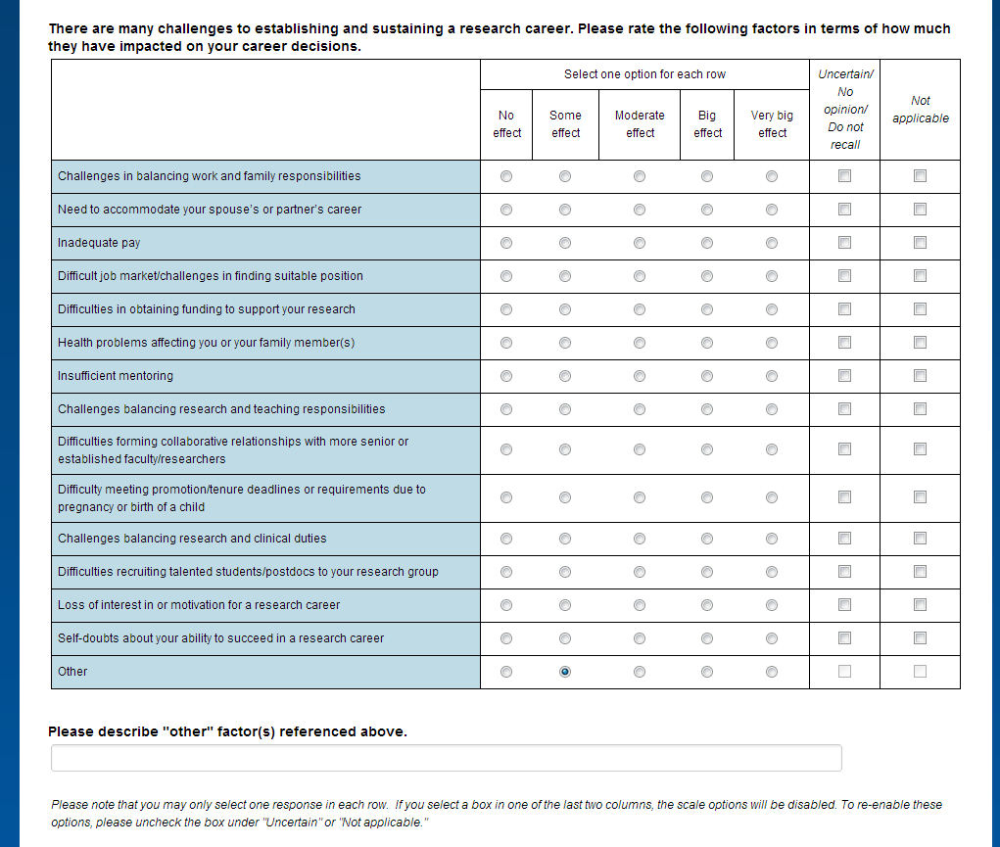 There are many challenges to establishing and sustaining a research career. Please rate the following factors in terms of how much
they have impacted on your career decisions.
Select one option for each row
No
effect
Some
effect
Moderate
effect
Big
effect
Very big
effect
Uncertain/
No
opinion/
Do not
recall
Not
applicable
Challenges in balancing work and family responsibilities
Need to accommodate your spouse's or partner's career
Inadequate pay
Difficult job market/challenges in finding suitable position
Difficulties in obtaining funding to support your research
Health problems affecting you or your family member(s)
Insufficient mentoring
Challenges balancing research and teaching responsibilities
Difficulties forming collaborative relationships with more senior or
established faculty/researchers
Difficulty meeting promotion/tenure deadlines or requirements due to
pregnancy or birth of a child
Challenges balancing research and clinical duties
Difficulties recruiting talented students/postdocs to your research group
Loss of interest in or motivation for a research career
Self-doubts about your ability to succeed in a research career
Other
Please describe "other" factor(s) referenced above.
Please note that you may only select one response in each row. If you select a box in one of the last two columns, the scale options will be disabled. To re-enable these
options, please uncheck the box under "Uncertain" or "Not applicable."